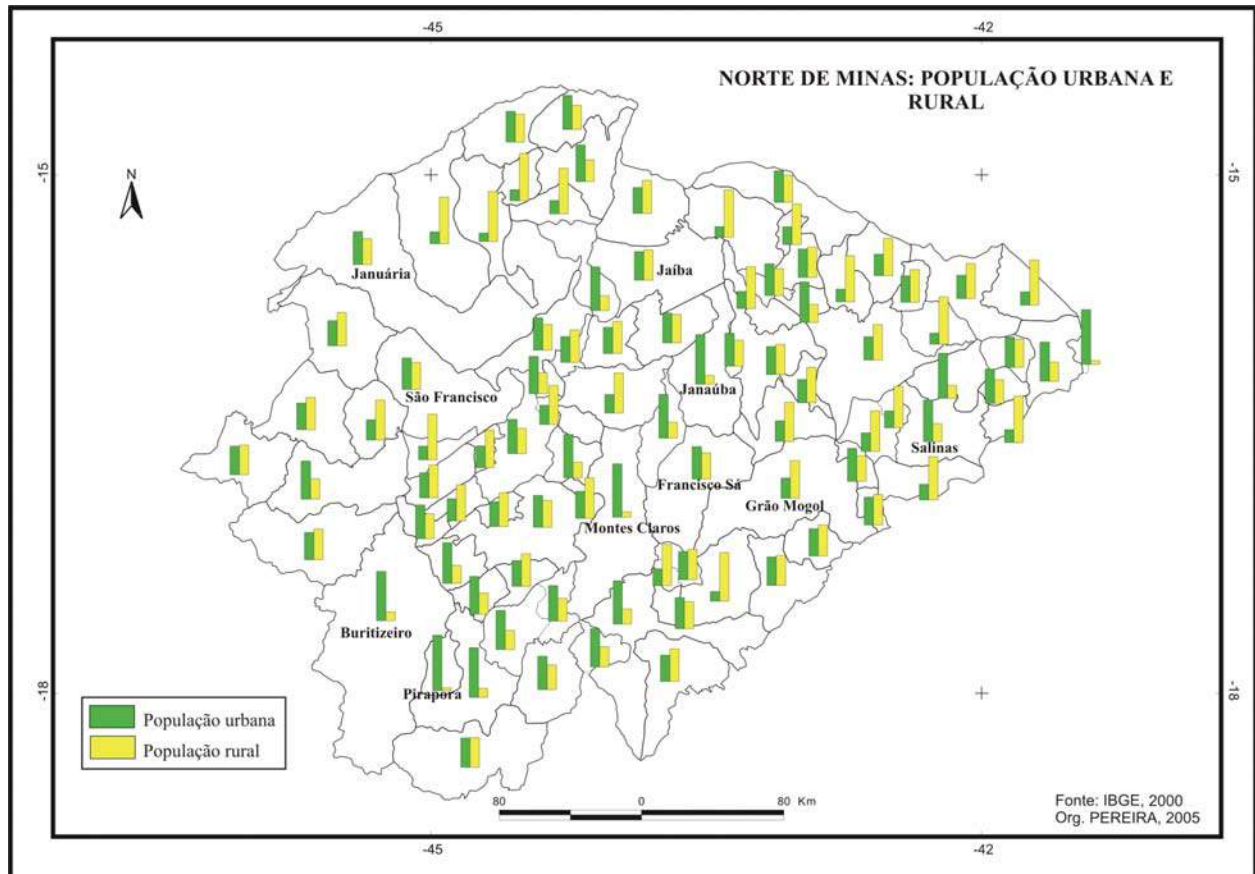 -45
-42
NORTE DE MINAS: POPULAÇÃO URBANA E
RURAL
-15
-15
N
Januária
Jaíba
São Francisco
Janaúba
Salinas
Francisco Sá
Grão Mogol
Montes Claros
Buritizeiro
Pirapora
-18
-18
População urbana
População rural
80
0
80 Km
Fonte: IBGE, 2000
Org. PEREIRA, 2005
-45
-42